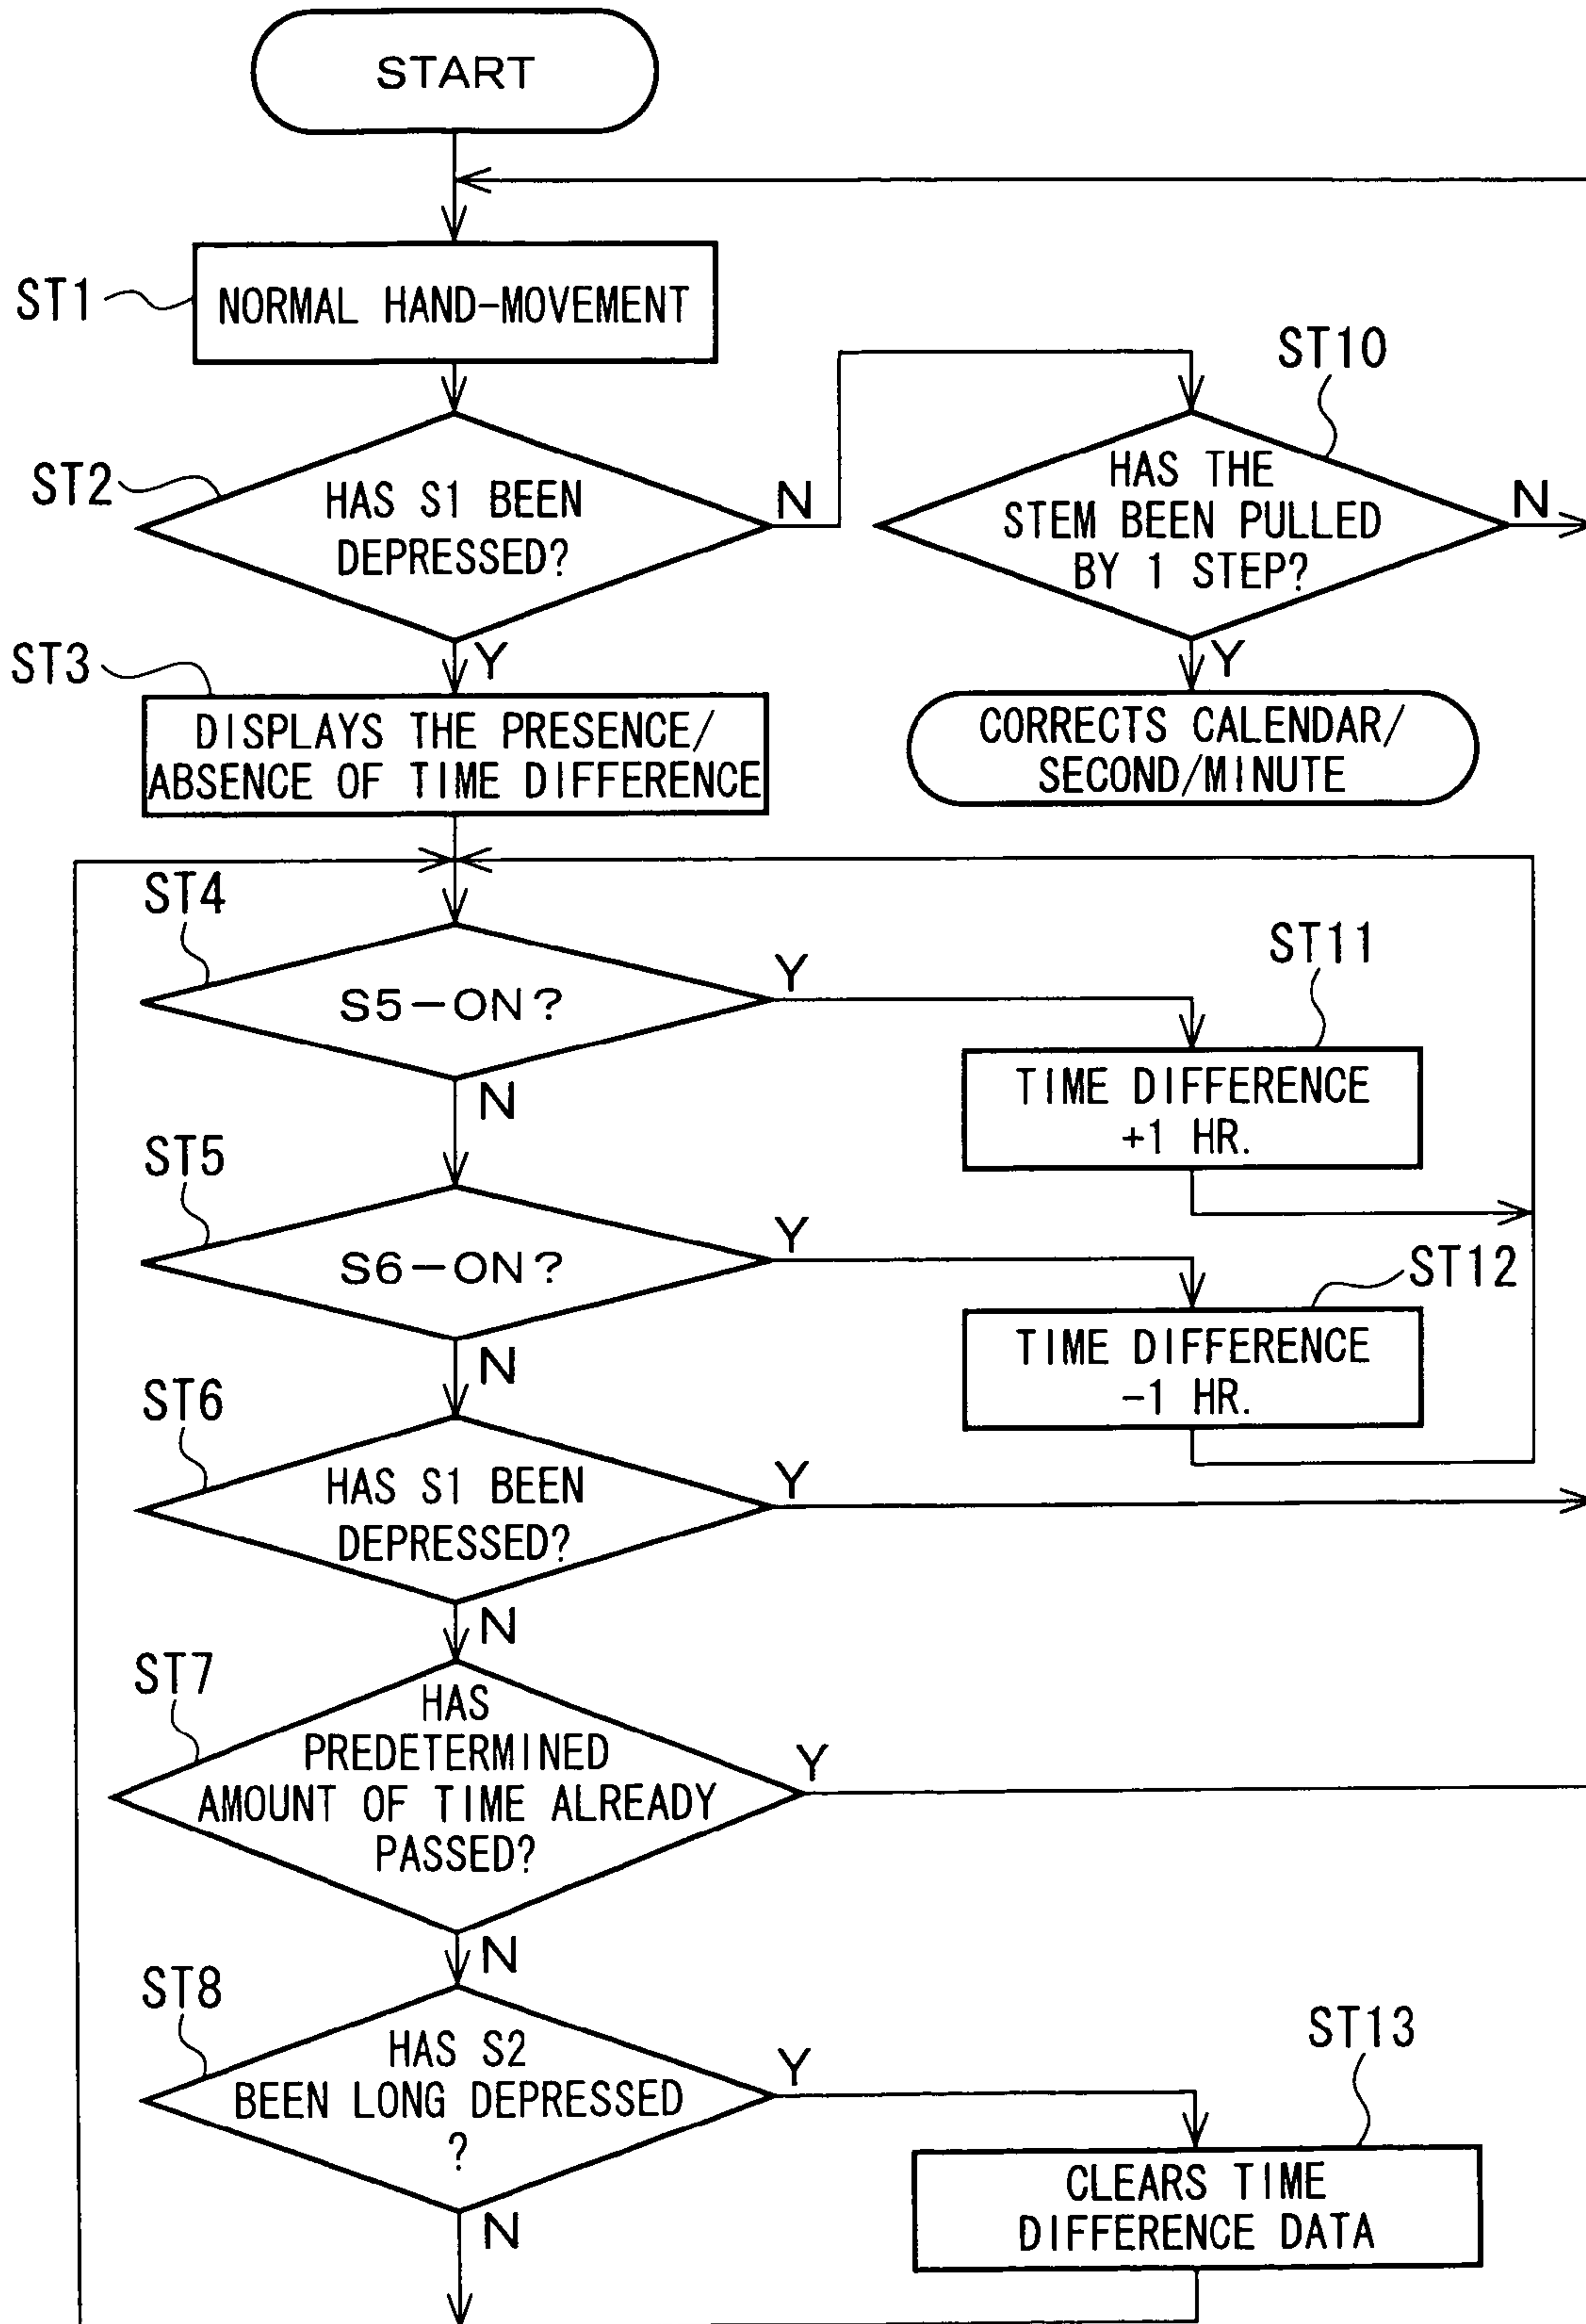 START
ST1
NORMAL HAND-MOVEMENT
ST2
HAS S1 BEEN
DEPRESSED?
N
Y
ST10
HAS THE
STEM BEEN PULLED
BY 1 STEP?
N
Y
CORRECTS CALENDAR/
SECOND/MINUTE
ST3
DISPLAYS THE PRESENCE/
ABSENCE OF TIME DIFFERENCE
ST4
S5-ON?
Y
N
ST11
TIME DIFFERENCE
+1 HR.
ST5
S6-ON?
Y
N
ST12
TIME DIFFERENCE
-1 HR.
ST6
HAS S1 BEEN
DEPRESSED?
Y
N
ST7
HAS
PREDETERMINED
AMOUNT OF TIME ALREADY
PASSED?
Y
N
ST8
HAS S2
BEEN LONG DEPRESSED
?
Y
N
ST13
CLEARS TIME
DIFFERENCE DATA